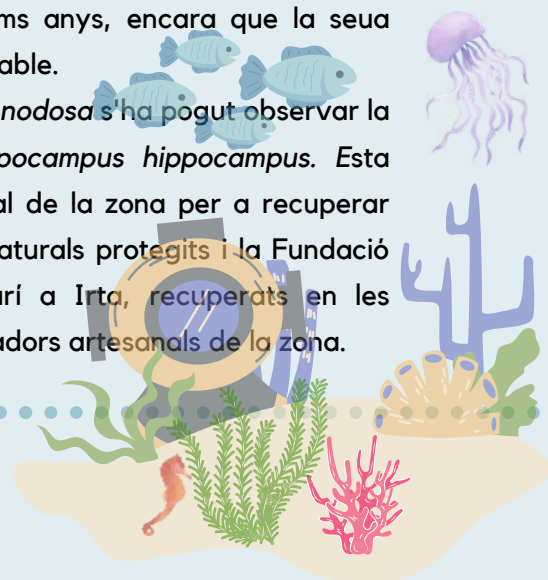 ms anys, encara que la seua
able.
nodosa s'ha pogut observar la
pocampus hippocampus. Esta
al de la zona per a recuperar
aturals protegits i la Fundació
arí a Irta, recuperats en les
adors artesanals de la zona.